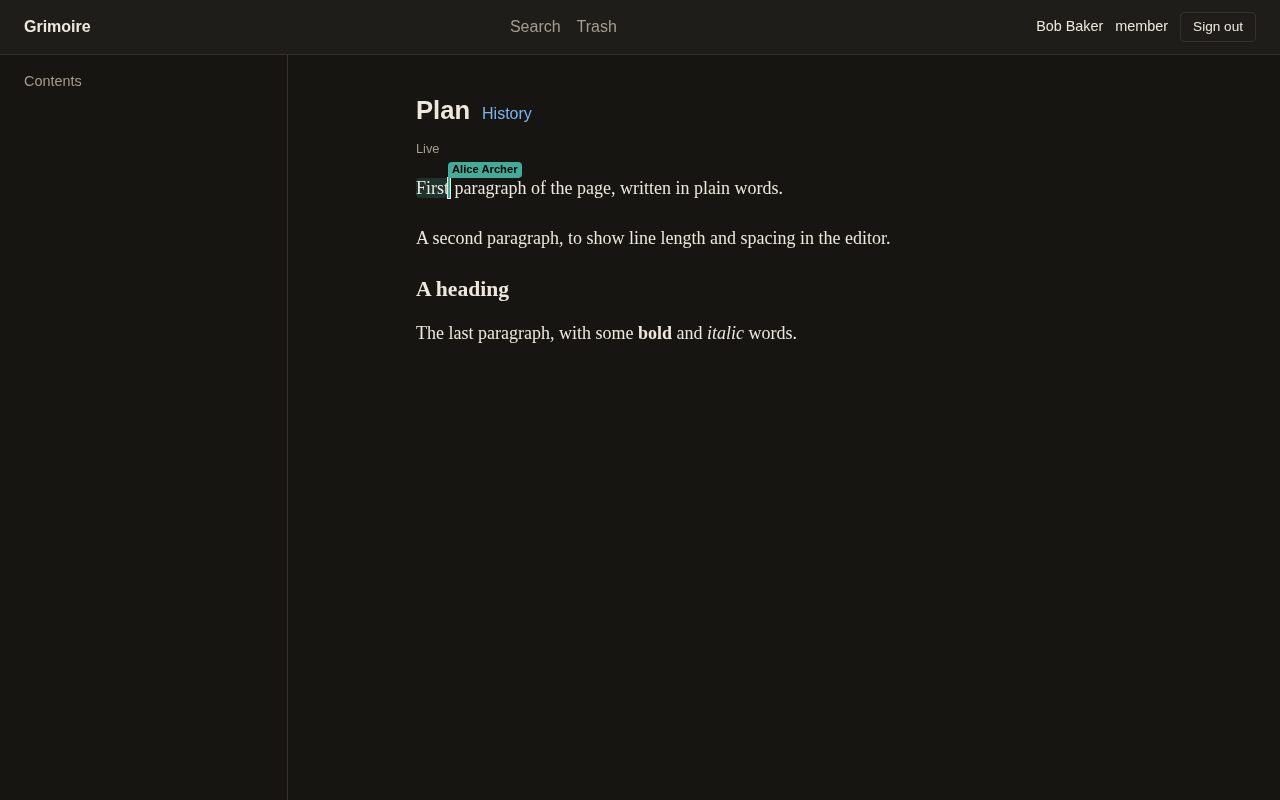 Grimoire
Search Trash
Bob Baker member Sign out
Contents
Plan History
Live
Alice Archer
First paragraph of the page, written in plain words.
A second paragraph, to show line length and spacing in the editor.
A heading
The last paragraph, with some bold and italic words.